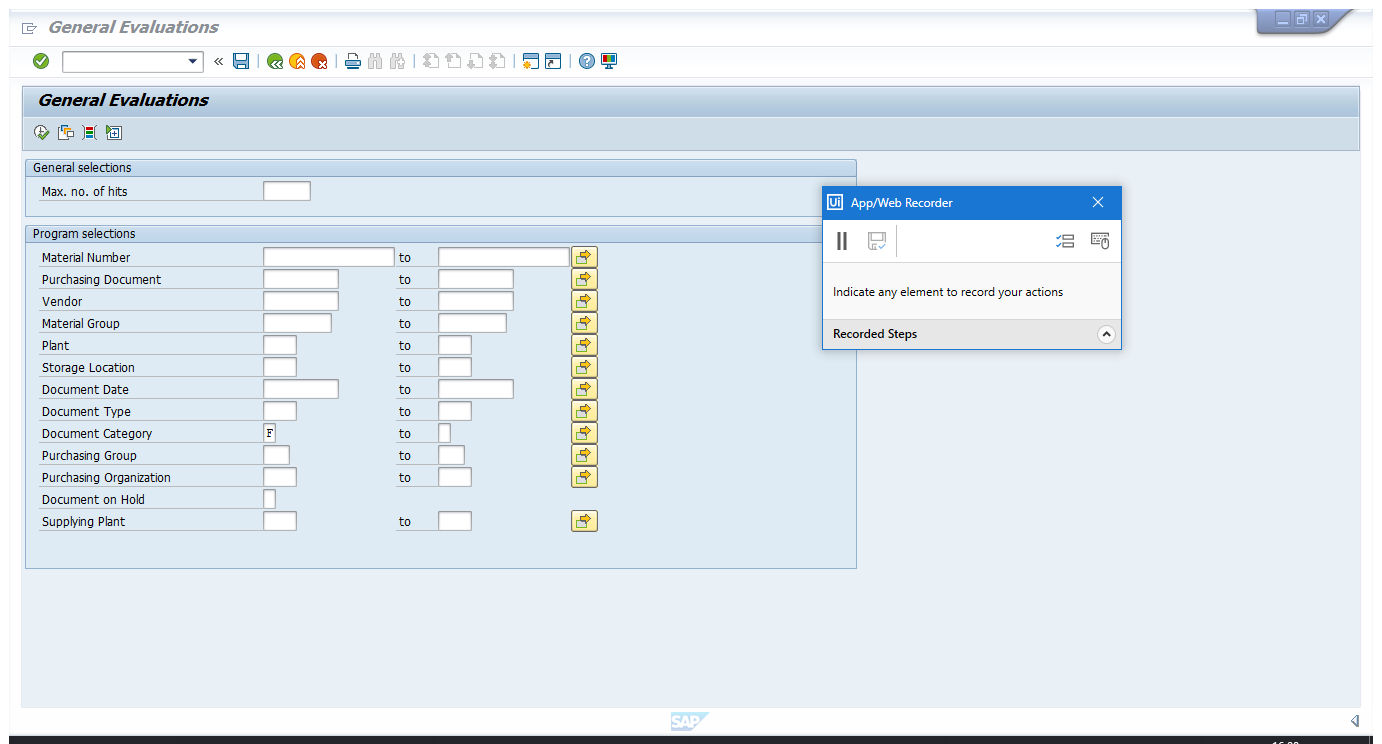 General Evaluations
General Evaluations
General selections
Max. no. of hits
Program selections
Material Number to
Purchasing Document to
Vendor to
Material Group to
Plant to
Storage Location to
Document Date to
Document Type to
Document Category F to
Purchasing Group to
Purchasing Organization to
Document on Hold
Supplying Plant to
Ui App/Web Recorder
Indicate any element to record your actions
Recorded Steps
SAP